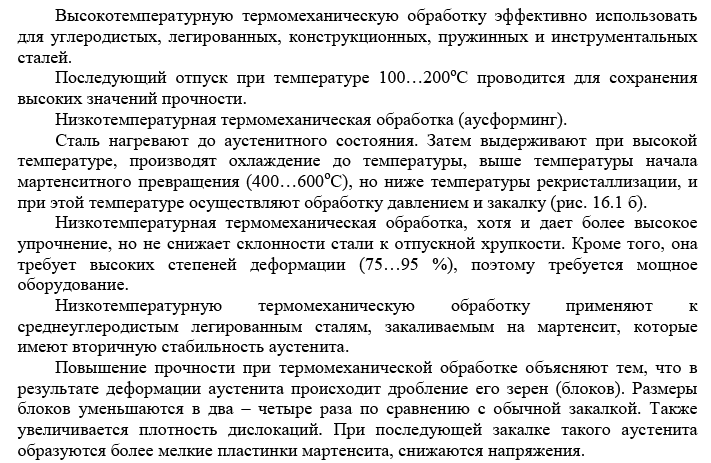 Высокотемпературную термомеханическую обработку эффективно использовать
для углеродистых, легированных, конструкционных, пружинных и инструментальных
сталей.
Последующий отпуск при температуре 100…200°С проводится для сохранения
высоких значений прочности.
Низкотемпературная термомеханическая обработка (аусформинг).
Сталь нагревают до аустенитного состояния. Затем выдерживают при высокой
температуре, производят охлаждение до температуры, выше температуры начала
мартенситного превращения (400…600°С), но ниже температуры рекристаллизации, и
при этой температуре осуществляют обработку давлением и закалку (рис. 16.1 б).
Низкотемпературная термомеханическая обработка, хотя и дает более высокое
упрочнение, но не снижает склонности стали к отпускной хрупкости. Кроме того, она
требует высоких степеней деформации (75…95 %), поэтому требуется мощное
оборудование.
Низкотемпературную термомеханическую обработку применяют к
среднеуглеродистым легированным сталям, закаливаемым на мартенсит, которые
имеют вторичную стабильность аустенита.
Повышение прочности при термомеханической обработке объясняют тем, что в
результате деформации аустенита происходит дробление его зерен (блоков). Размеры
блоков уменьшаются в два – четыре раза по сравнению с обычной закалкой. Также
увеличивается плотность дислокаций. При последующей закалке такого аустенита
образуются более мелкие пластинки мартенсита, снижаются напряжения.